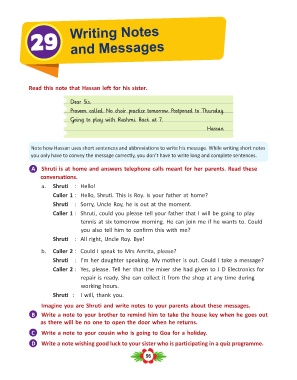 29
Writing Notes
and Messages
Read this note that Hassan left for his sister.
Dear Sis,
Praveen called. No choir practice tomorrow. Postponed to Thursday.
Going to play with Rashmi. Back at 7.
Hassan
Note how Hassan uses short sentences and abbreviations to write his message. While writing short notes
you only have to convey the message correctly, you don't have to write long and complete sentences.
A Shruti is at home and answers telephone calls meant for her parents. Read these
conversations.
a. Shruti : Hello!
Caller 1 : Hello, Shruti. This is Roy. Is your father at home?
Shruti : Sorry, Uncle Roy, he is out at the moment.
Caller 1 : Shruti, could you please tell your father that I will be going to play
tennis at six tomorrow morning. He can join me if he wants to. Could
you also tell him to confirm this with me?
Shruti : All right, Uncle Roy. Bye!
b. Caller 2 : Could I speak to Mrs Amrita, please?
Shruti : I'm her daughter speaking. My mother is out. Could I take a message?
Caller 2 : Yes, please. Tell her that the mixer she had given to J D Electronics for
repair is ready. She can collect it from the shop at any time during
working hours.
Shruti : I will, thank you.
Imagine you are Shruti and write notes to your parents about these messages.
B Write a note to your brother to remind him to take the house key when he goes out
as there will be no one to open the door when he returns.
C Write a note to your cousin who is going to Goa for a holiday.
D Write a note wishing good luck to your sister who is participating in a quiz programme.
96